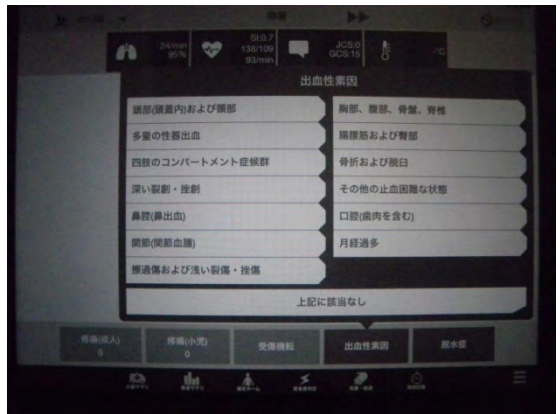 SI:0.7
24/min
95%
138/109
93/min
JCS:0
GCS:15
-℃
出血性素因
頭部(頭蓋内)および頸部
胸部、腹部、骨盤、脊椎
多量の性器出血
腸腰筋および臀部
四肢のコンパートメント症候群
骨折および脱臼
深い裂創・挫創
その他の止血困難な状態
鼻腔(鼻出血)
口腔(歯肉を含む)
関節(関節血腫)
月経過多
擦過傷および浅い裂傷・挫傷
上記に該当なし
疼痛(成人)
0
疼痛(小児)
0
受傷機転
出血性素因
脱水症